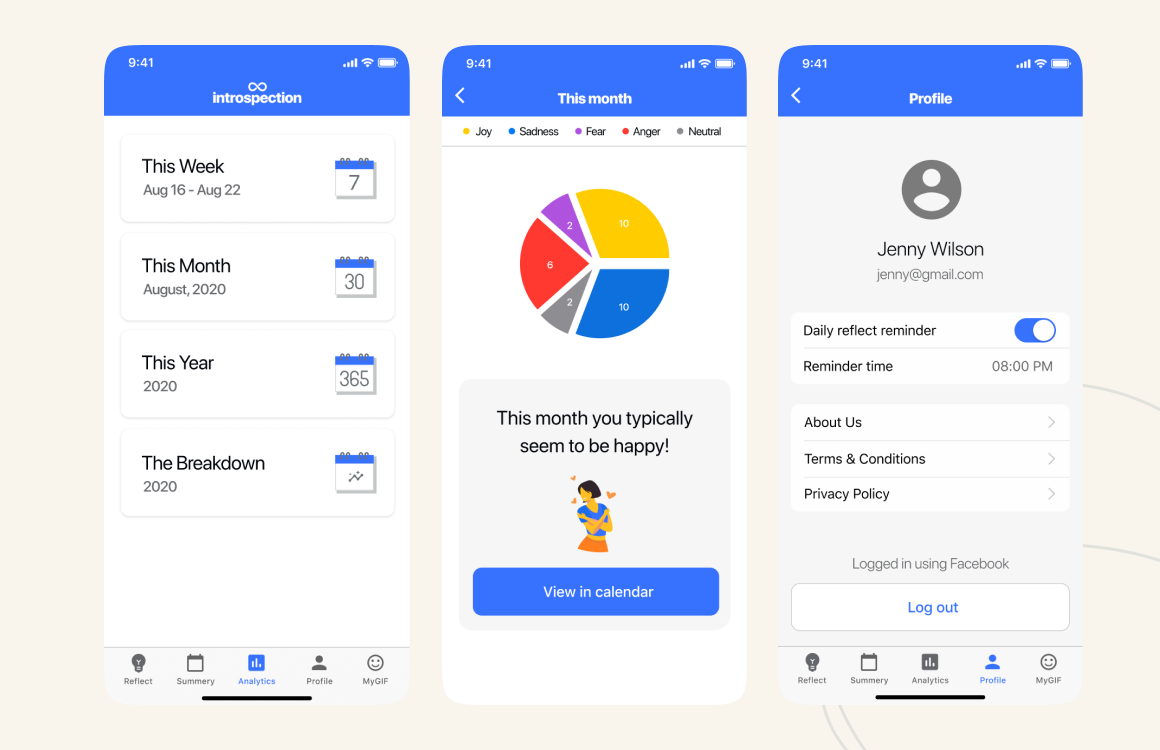 9:41
introspection
This Week
Aug 16 - Aug 22
7
This Month
August, 2020
30
This Year
2020
365
The Breakdown
2020
Reflect
Summery
Analytics
Profile
MyGIF
9:41
This month
Joy
Sadness
Fear
Anger
Neutral
10
2
6
2
10
This month you typically
seem to be happy!
View in calendar
9:41
Profile
Jenny Wilson
jenny@gmail.com
Daily reflect reminder
Reminder time
08:00 PM
About Us
Terms & Conditions
Privacy Policy
Logged in using Facebook
Log out
Reflect
Summery
Analytics
Profile
MyGIF